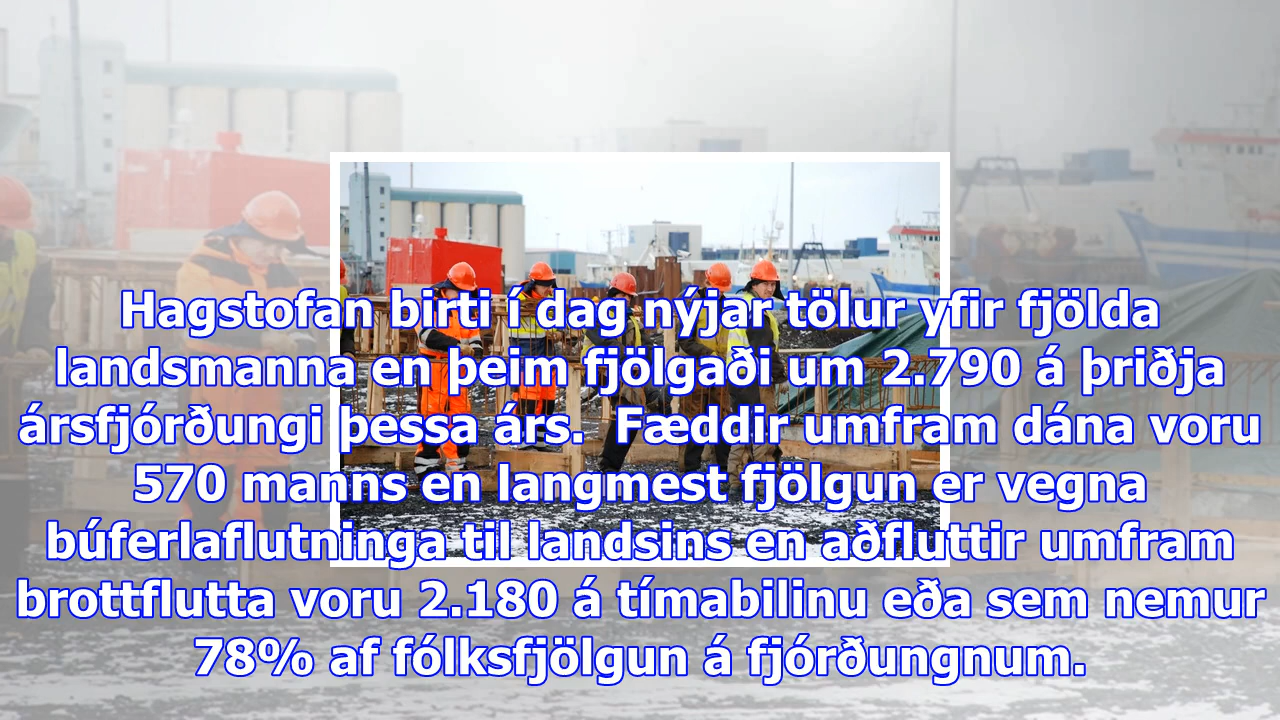 Hagstofan birti í dag nýjar tölur yfir fjölda
landsmanna en þeim fjölgaði um 2.790 á þriðja
ársfjórðungi þessa árs.  Fæddir umfram dána voru
570 manns en langmest fjölgun er vegna
búferlaflutninga til landsins en aðfluttir umfram
brottflutta voru 2.180 á tímabilinu eða sem nemur
78% af fólksfjölgun á fjórðungnum.